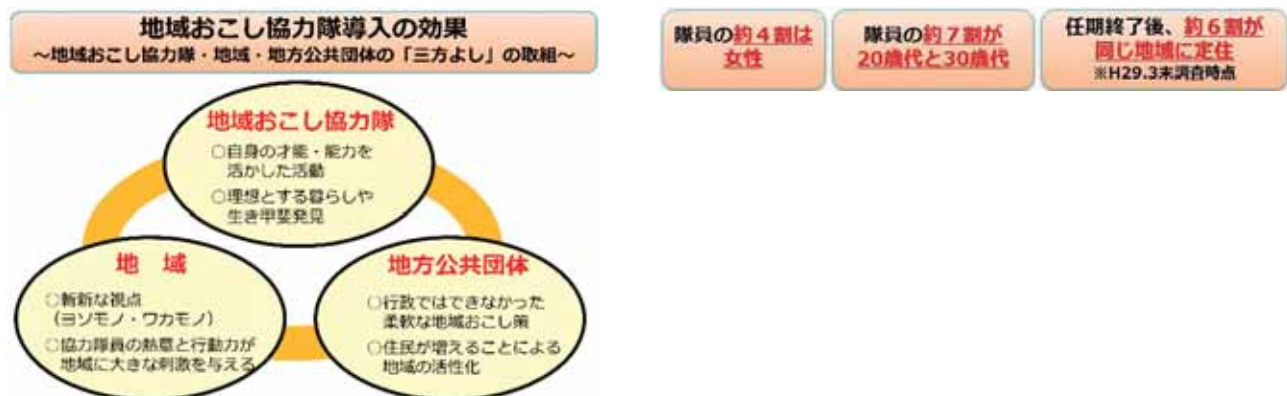 地域おこし協力隊導入の効果
～地域おこし協力隊・地域・地方公共団体の「三方よし」の取組～
隊員の約４割は
女性
隊員の約７割が
20歳代と30歳代
任期終了後、約６割が
同じ地域に定住
※H29.3末調査時点
地域おこし協力隊
○自身の才能・能力を
活かした活動
○理想とする暮らしや
生き甲斐発見
地　域
○斬新な視点
（ヨソモノ・ワカモノ）
○協力隊員の熱意と行動力が
地域に大きな刺激を与える
地方公共団体
○行政ではできなかった
柔軟な地域おこし策
○住民が増えることによる
地域の活性化